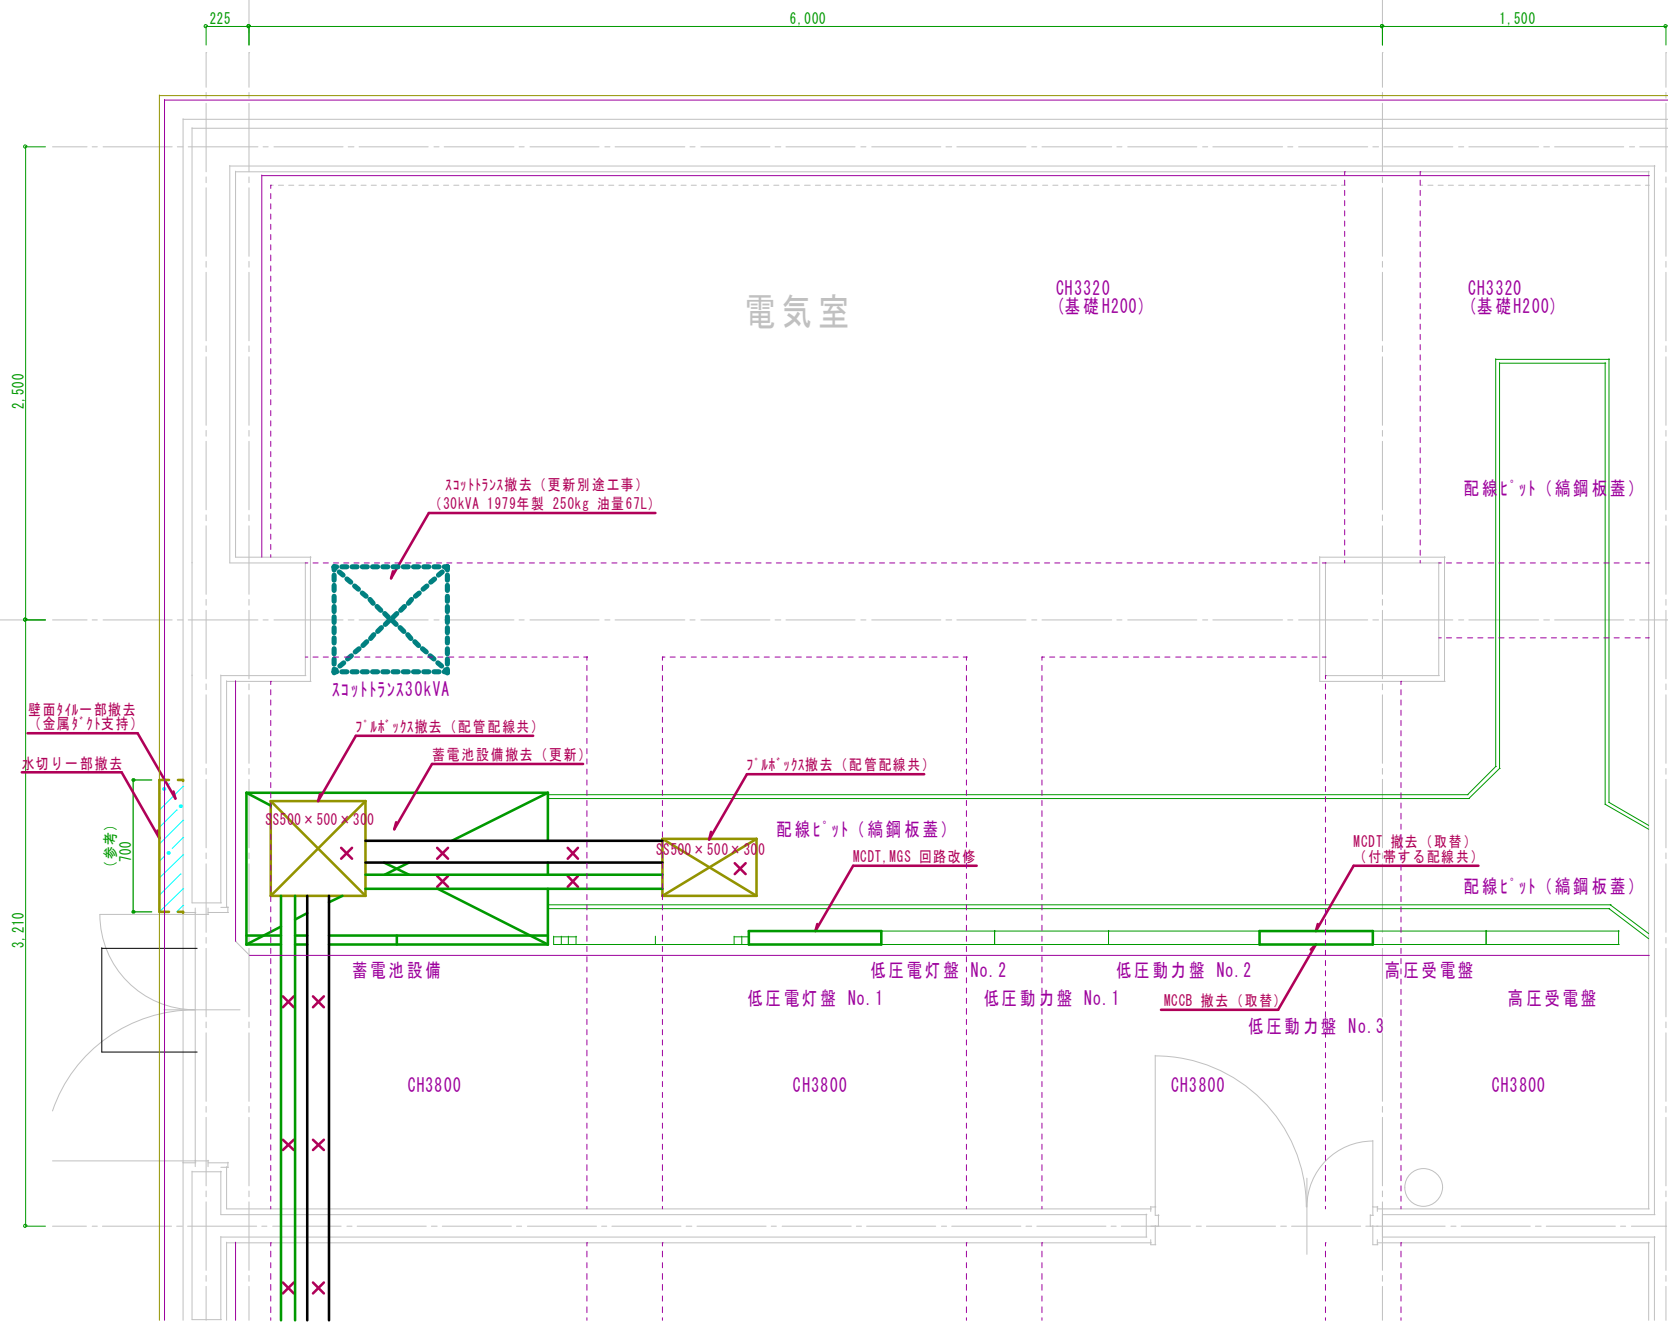 225
6,000
1,500
電気室
CH3320
(基礎H200)
CH3320
(基礎H200)
2,500
スコットトランス撤去(更新別途工事)
(30kVA 1979年製 250kg 油量67L)
配線ピット(縞鋼板蓋)
スコットトランス30kVA
壁面タイル一部撤去
(金属ダクト支持)
水切り一部撤去
プルボックス撤去(配管配線共)
蓄電池設備撤去(更新)
プルボックス撤去(配管配線共)
(参考)
700
SS500×500×300
SS500×500×300
配線ピット(縞鋼板蓋)
MCDT,MGS 回路改修
MCDT 撤去(取替)
(付帯する配線共)
配線ピット(縞鋼板蓋)
3,210
蓄電池設備
低圧電灯盤 No.2
低圧動力盤 No.2
高圧受電盤
低圧電灯盤 No.1
低圧動力盤 No.1
MCCB 撤去(取替)
高圧受電盤
低圧動力盤 No.3
CH3800
CH3800
CH3800
CH3800